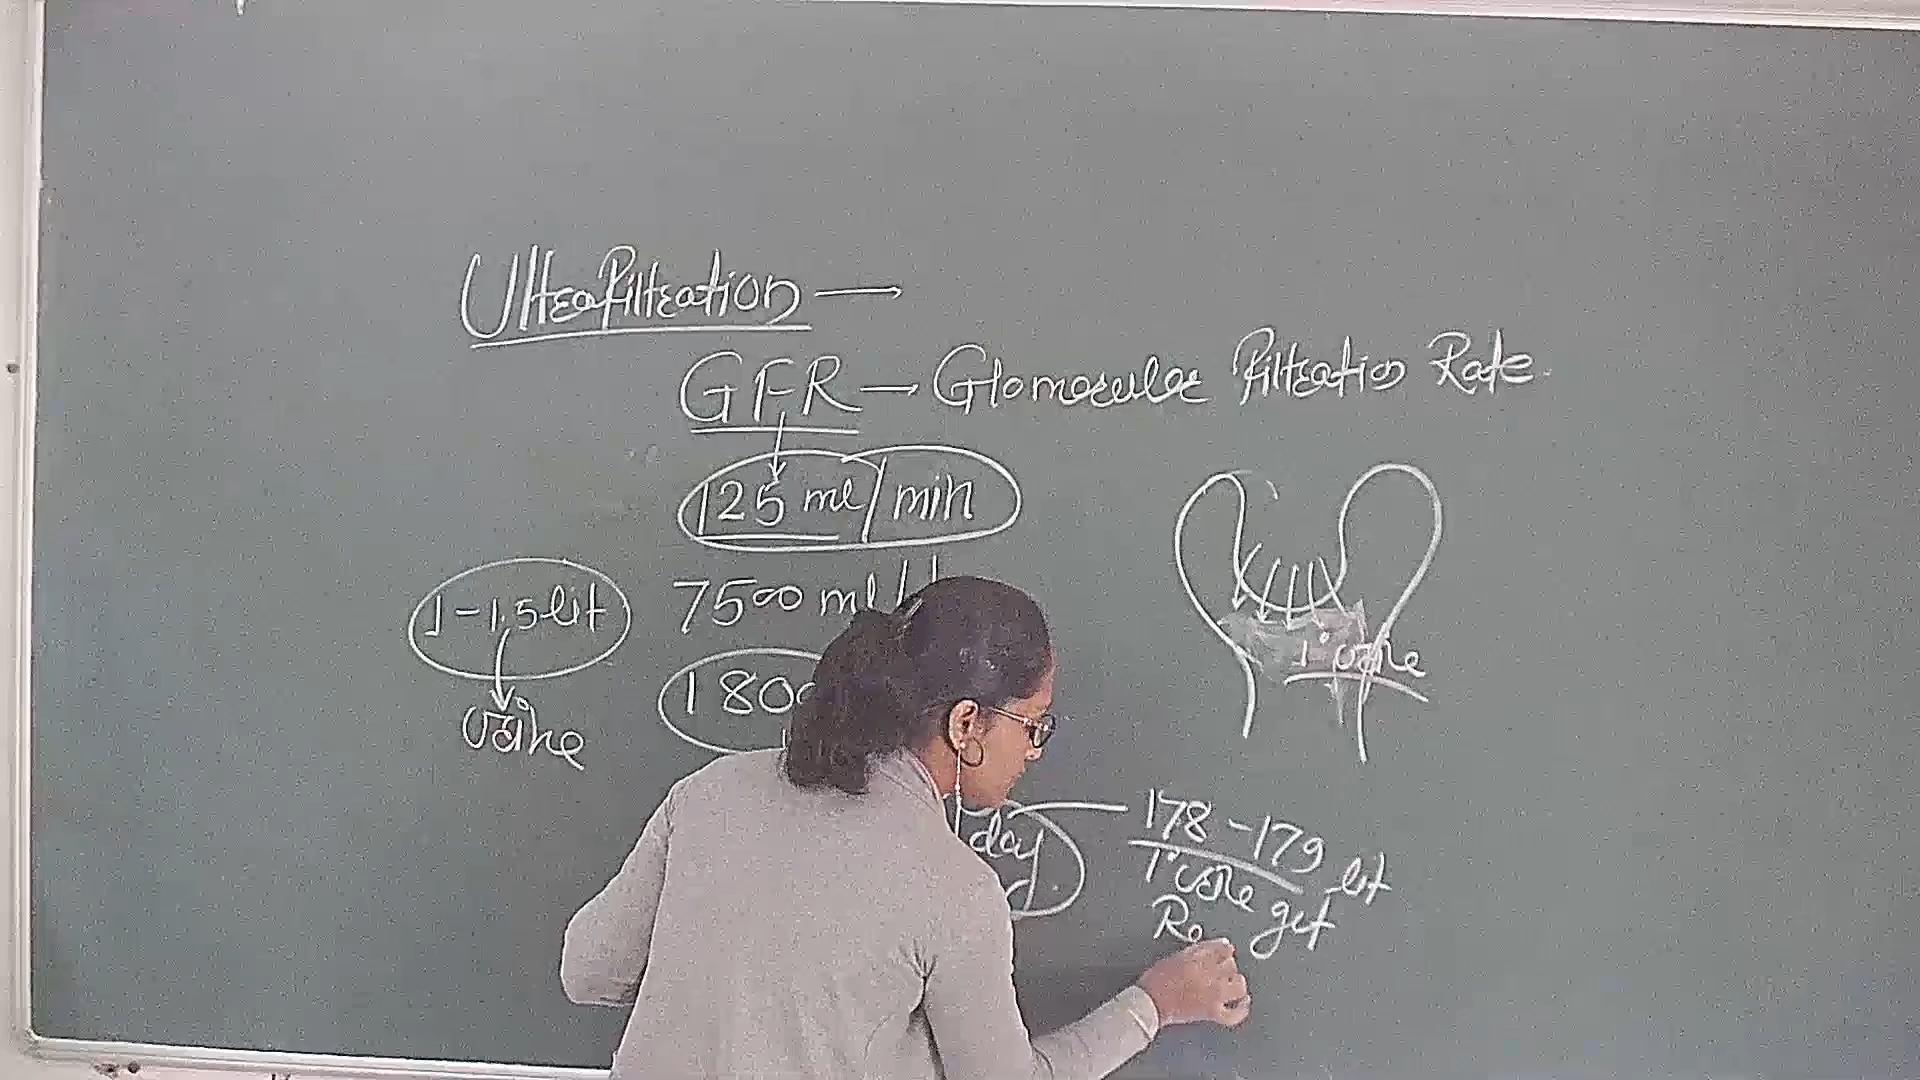 Ultrafiltration →
GFR → Glomerular Filtration Rate.
125 ml/min
7500 ml/
1-1.5 lit
urine
1800
1° urine
day
178-179 lit
1° urine get
Re